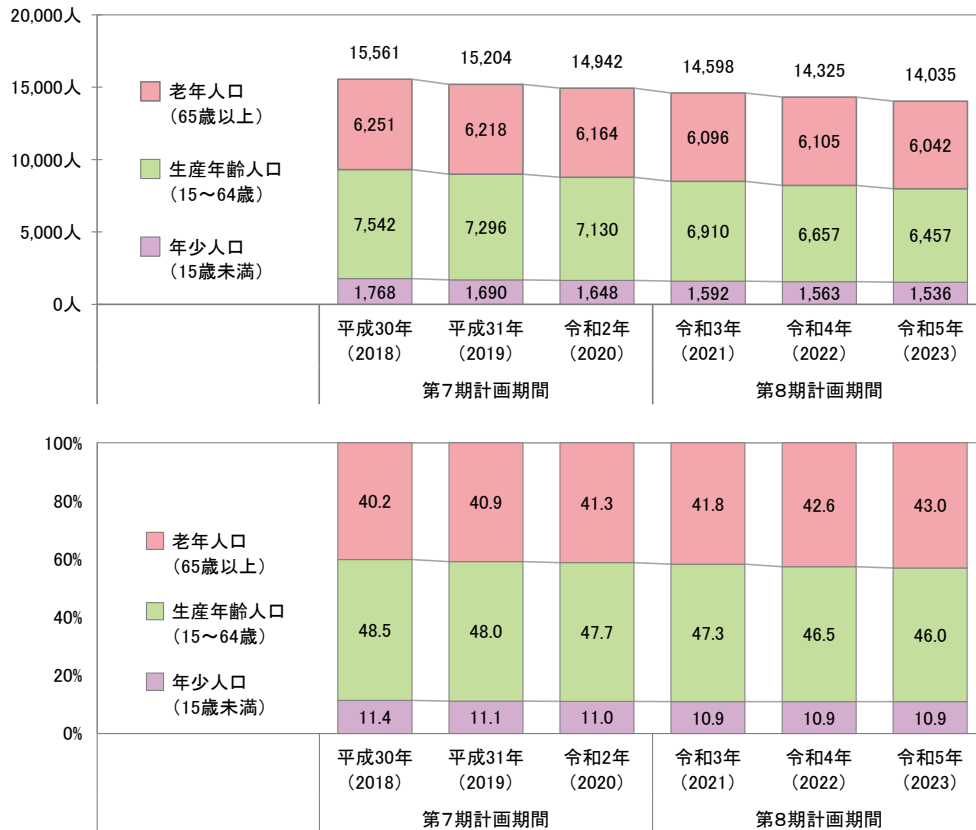 20,000人
15,000人
10,000人
5,000人
0人
老年人口
(65歳以上)
生産年齢人口
(15～64歳)
年少人口
(15歳未満)
15,561 15,204 14,942 14,598 14,325 14,035
6,251 6,218 6,164 6,096 6,105 6,042
7,542 7,296 7,130 6,910 6,657 6,457
1,768 1,690 1,648 1,592 1,563 1,536
平成30年 平成31年 令和2年 令和3年 令和4年 令和5年
(2018) (2019) (2020) (2021) (2022) (2023)
第7期計画期間 第8期計画期間
100%
80%
60%
40%
20%
0%
老年人口
(65歳以上)
生産年齢人口
(15～64歳)
年少人口
(15歳未満)
40.2 40.9 41.3 41.8 42.6 43.0
48.5 48.0 47.7 47.3 46.5 46.0
11.4 11.1 11.0 10.9 10.9 10.9
平成30年 平成31年 令和2年 令和3年 令和4年 令和5年
(2018) (2019) (2020) (2021) (2022) (2023)
第7期計画期間 第8期計画期間